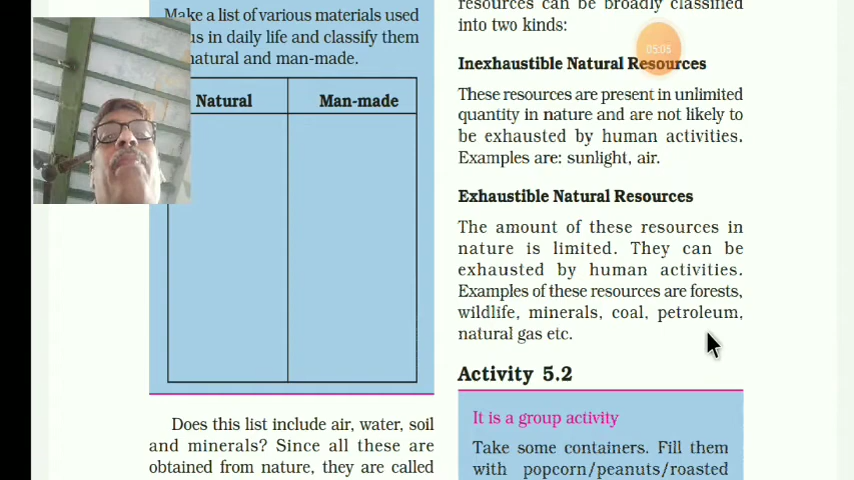 Make a list of various materials used
us in daily life and classify them
natural and man-made.
Natural
Man-made
Does this list include air, water, soil
and minerals? Since all these are
obtained from nature, they are called
resources can be broadly classified
into two kinds:
05:05
Inexhaustible Natural Resources
These resources are present in unlimited
quantity in nature and are not likely to
be exhausted by human activities.
Examples are: sunlight, air.
Exhaustible Natural Resources
The amount of these resources in
nature is limited. They can be
exhausted by human activities.
Examples of these resources are forests,
wildlife, minerals, coal, petroleum,
natural gas etc.
Activity 5.2
It is a group activity
Take some containers. Fill them
with popcorn/peanuts/roasted